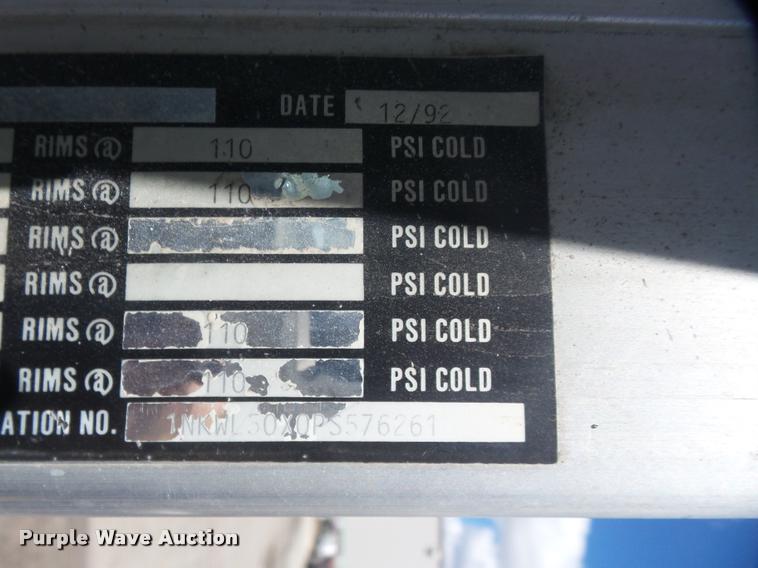 DATE 12/92
RIMS @ 110 PSI COLD
RIMS @ 110 PSI COLD
RIMS @ PSI COLD
RIMS @ PSI COLD
RIMS @ 110 PSI COLD
RIMS @ 110 PSI COLD
ATION NO. 1NKWL50X0PS576261
Purple Wave Auction